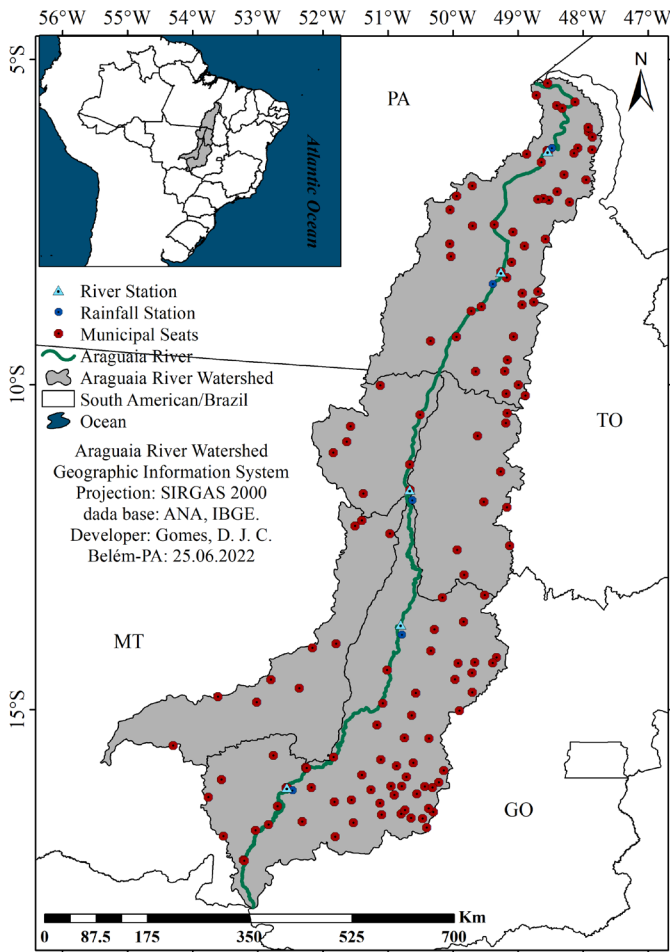 56°W 55°W 54°W 53°W 52°W 51°W 50°W 49°W 48°W 47°W
5°S
PA
N
Atlantic Ocean
River Station
Rainfall Station
Municipal Seats
Araguaia River
Araguaia River Watershed
South American/Brazil
Ocean
10°S
TO
Araguaia River Watershed
Geographic Information System
Projection: SIRGAS 2000
dada base: ANA, IBGE.
Developer: Gomes, D. J. C.
Belém-PA: 25.06.2022
MT
15°S
GO
Km
0 87.5 175 350 525 700